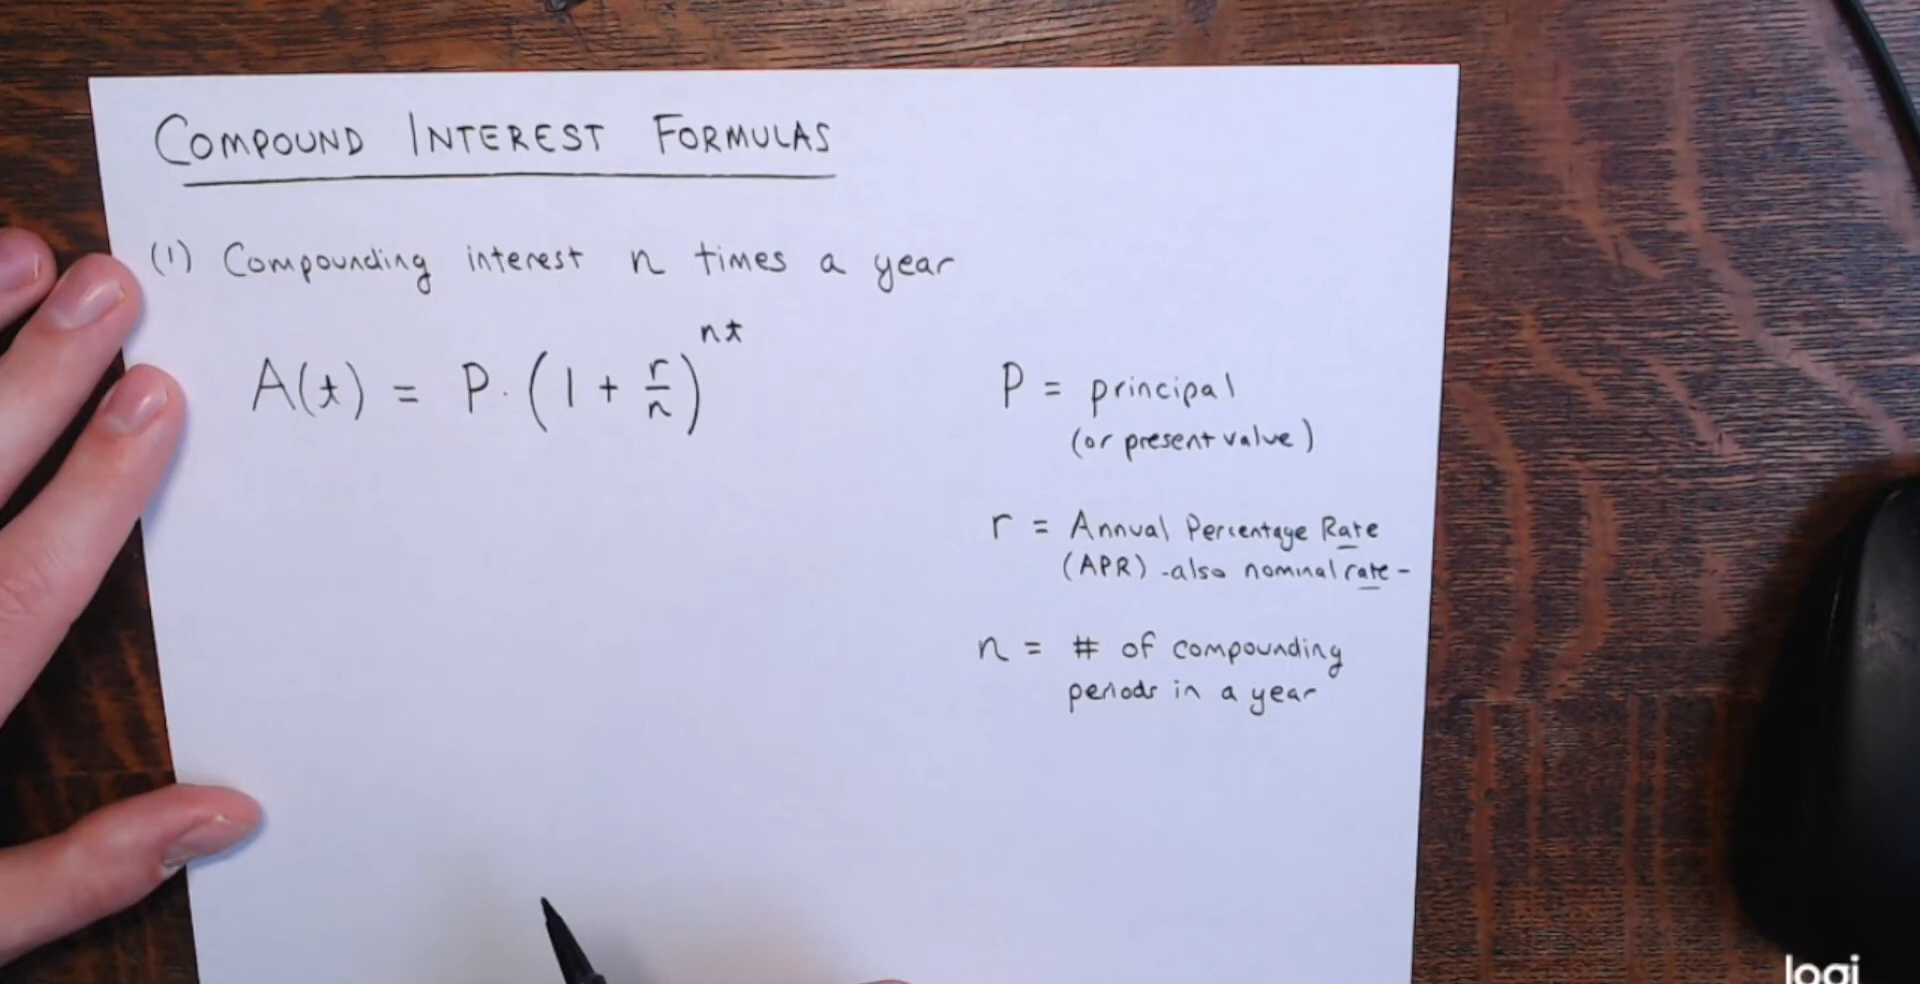 COMPOUND INTEREST FORMULAS
(1) Compounding interest n times a year
A(t) = P · (1 + r/n)^nt
P = principal
(or present value)
r = Annual Percentage Rate
(APR) -also nominal rate-
n = # of compounding
periods in a year
logi